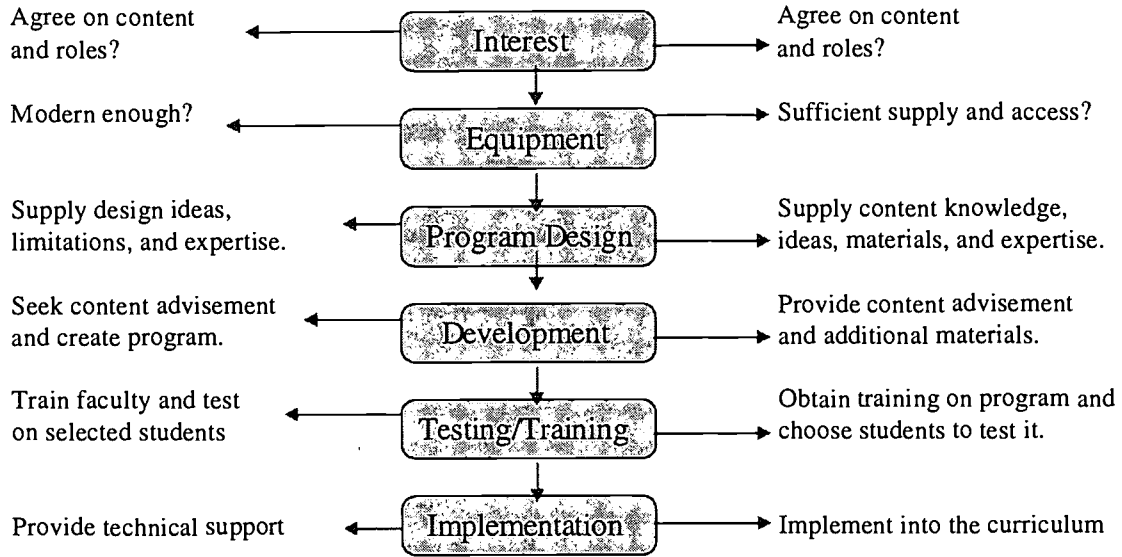 Agree on content
and roles?
Interest
Agree on content
and roles?
Modern enough?
Equipment
Sufficient supply and access?
Supply design ideas,
limitations, and expertise.
Program Design
Supply content knowledge,
ideas, materials, and expertise.
Seek content advisement
and create program.
Development
Provide content advisement
and additional materials.
Train faculty and test
on selected students
Testing/Training
Obtain training on program and
choose students to test it.
Provide technical support
Implementation
Implement into the curriculum